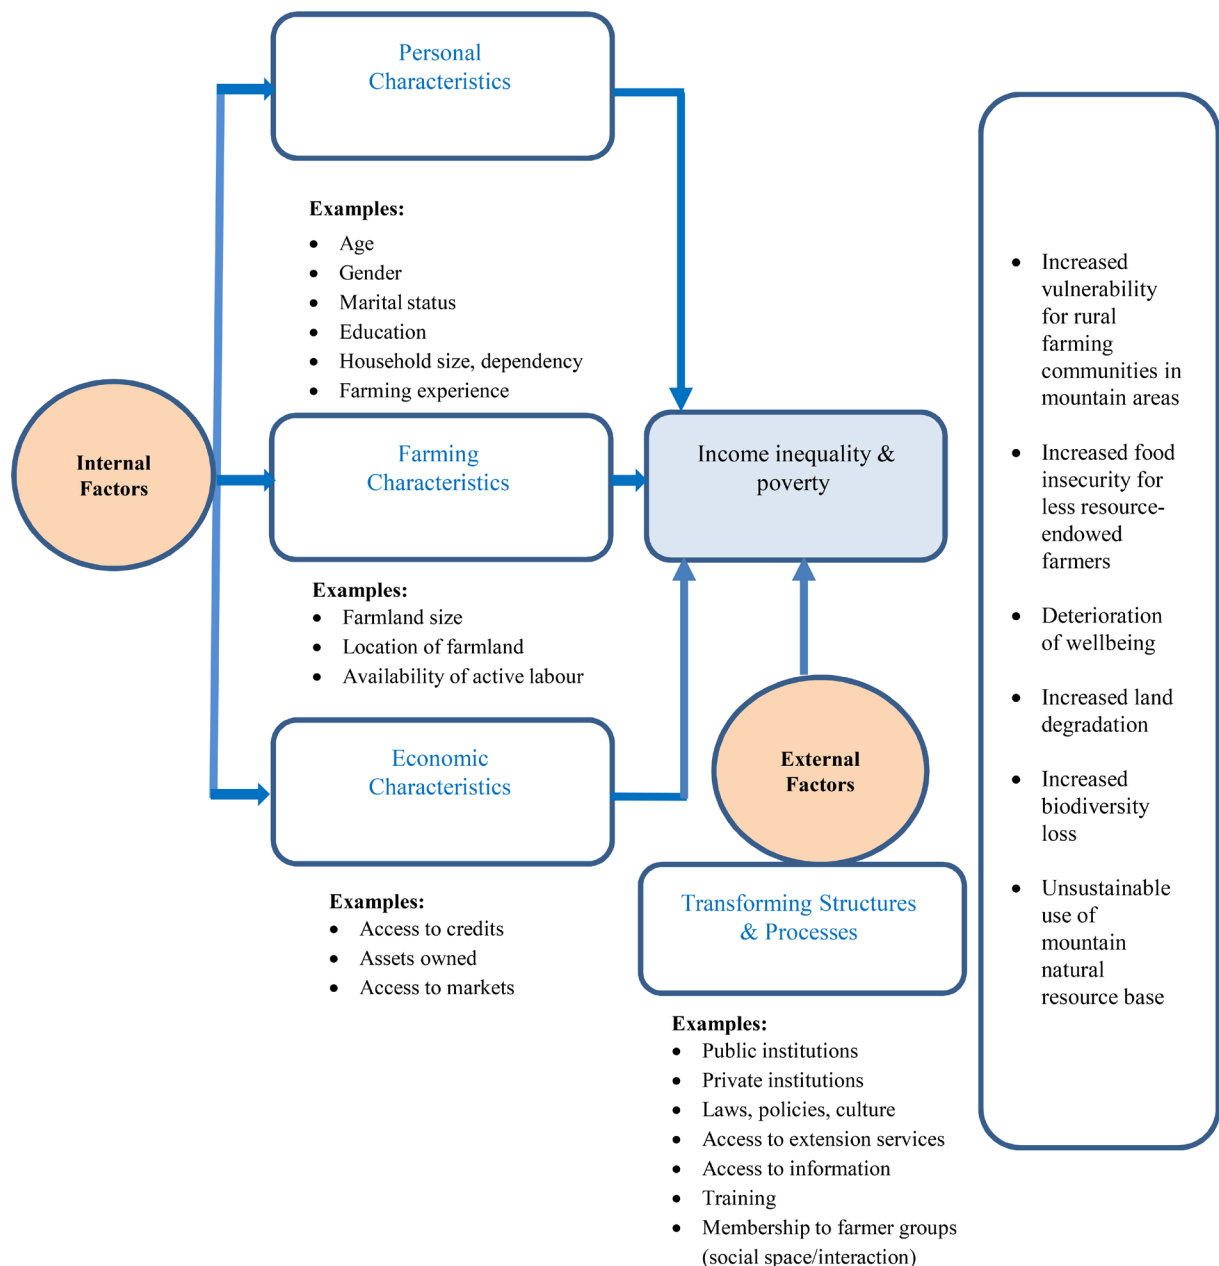 Personal
Characteristics
Examples:
• Age
• Gender
• Marital status
• Education
• Household size, dependency
• Farming experience
Internal
Factors
Farming
Characteristics
Income inequality &
poverty
Examples:
• Farmland size
• Location of farmland
• Availability of active labour
Economic
Characteristics
Examples:
• Access to credits
• Assets owned
• Access to markets
External
Factors
Transforming Structures
& Processes
Examples:
• Public institutions
• Private institutions
• Laws, policies, culture
• Access to extension services
• Access to information
• Training
• Membership to farmer groups
(social space/interaction)
• Increased
vulnerability
for rural
farming
communities in
mountain areas
• Increased food
insecurity for
less resource-
endowed
farmers
• Deterioration
of wellbeing
• Increased land
degradation
• Increased
biodiversity
loss
• Unsustainable
use of
mountain
natural
resource base